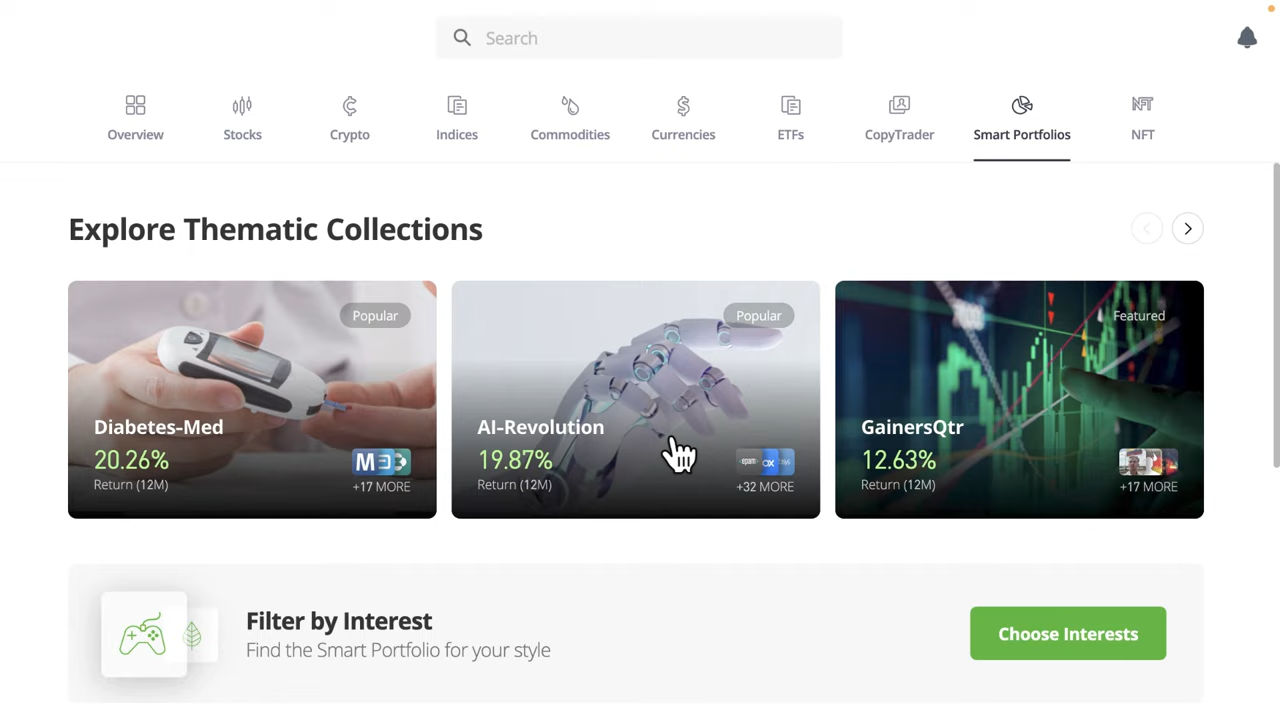 Search
Overview
Stocks
Crypto
Indices
Commodities
Currencies
ETFs
CopyTrader
Smart Portfolios
NFT
NFT
Explore Thematic Collections
Popular
Diabetes-Med
20.26%
Return (12M)
M
+17 MORE
Popular
AI-Revolution
19.87%
Return (12M)
epam
+32 MORE
Featured
GainersQtr
12.63%
Return (12M)
+17 MORE
Filter by Interest
Find the Smart Portfolio for your style
Choose Interests